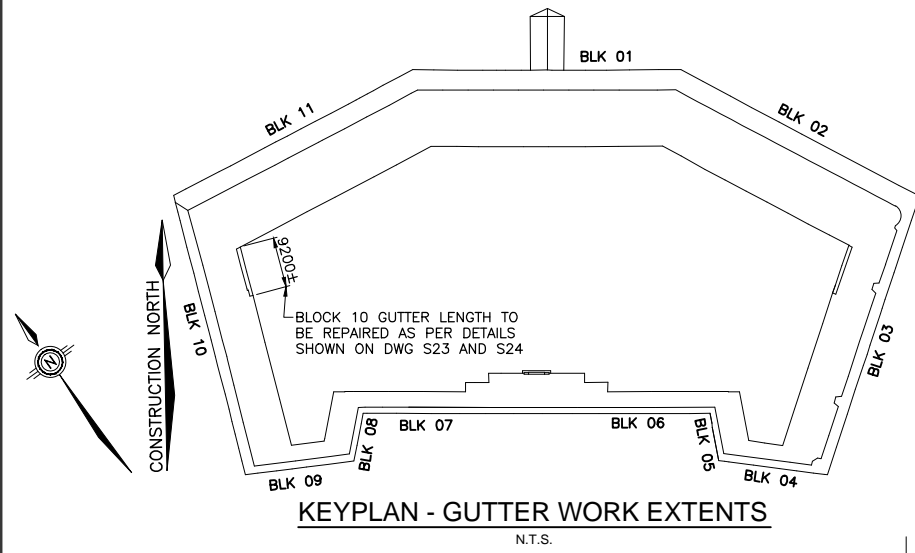 BLK 01
BLK 11
BLK 02
9200±
CONSTRUCTION NORTH
BLOCK 10 GUTTER LENGTH TO
BE REPAIRED AS PER DETAILS
SHOWN ON DWG S23 AND S24
BLK 10
BLK 03
N
BLK 08
BLK 07
BLK 06
BLK 05
BLK 09
BLK 04
KEYPLAN - GUTTER WORK EXTENTS
N.T.S.